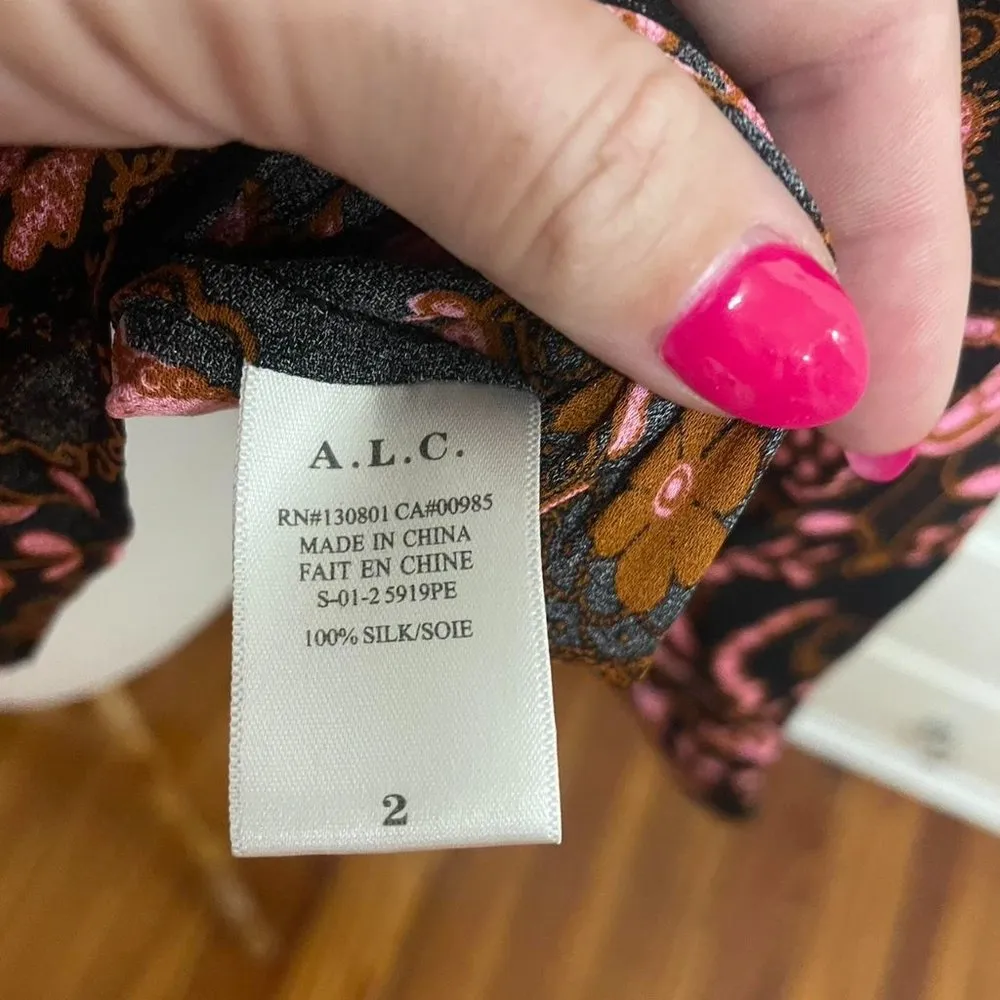 A.L.C.
RN#130801 CA#00985
MADE IN CHINA
FAIT EN CHINE
S-01-2 5919PE
100% SILK/SOIE
2